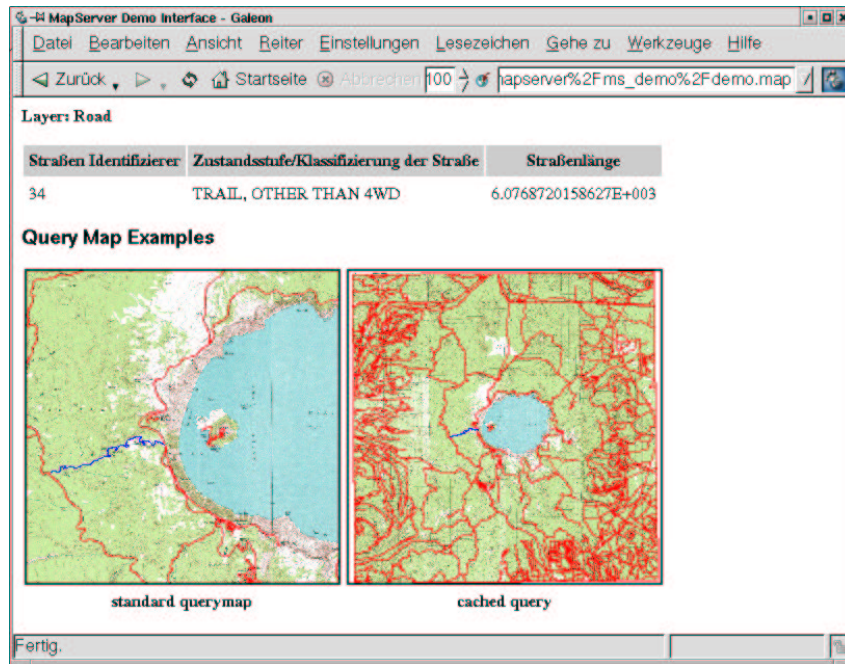 MapServer Demo Interface - Galeon
Datei Bearbeiten Ansicht Reiter Einstellungen Lesezeichen Gehe zu Werkzeuge Hilfe
Zurück Startseite Abbrechen 100 napserver%2Fms_demo%2Fdemo.map
Layer: Road
Straßen Identifizierer Zustandsstufe/Klassifizierung der Straße Straßenlänge
34 TRAIL, OTHER THAN 4WD 6.0768720158627E+003
Query Map Examples
standard querymap cached query
Fertig.